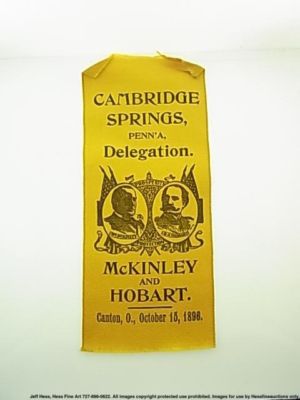 CAMBRIDGE
SPRINGS,
PENN'A,
Delegation.
McKINLEY
AND
HOBART.
Canton, O., October 15, 1896.
Jeff Hess, Hess Fine Art 727-896-0622. All images copyright protected use prohibited. Images for use by Hessfineauctions only.